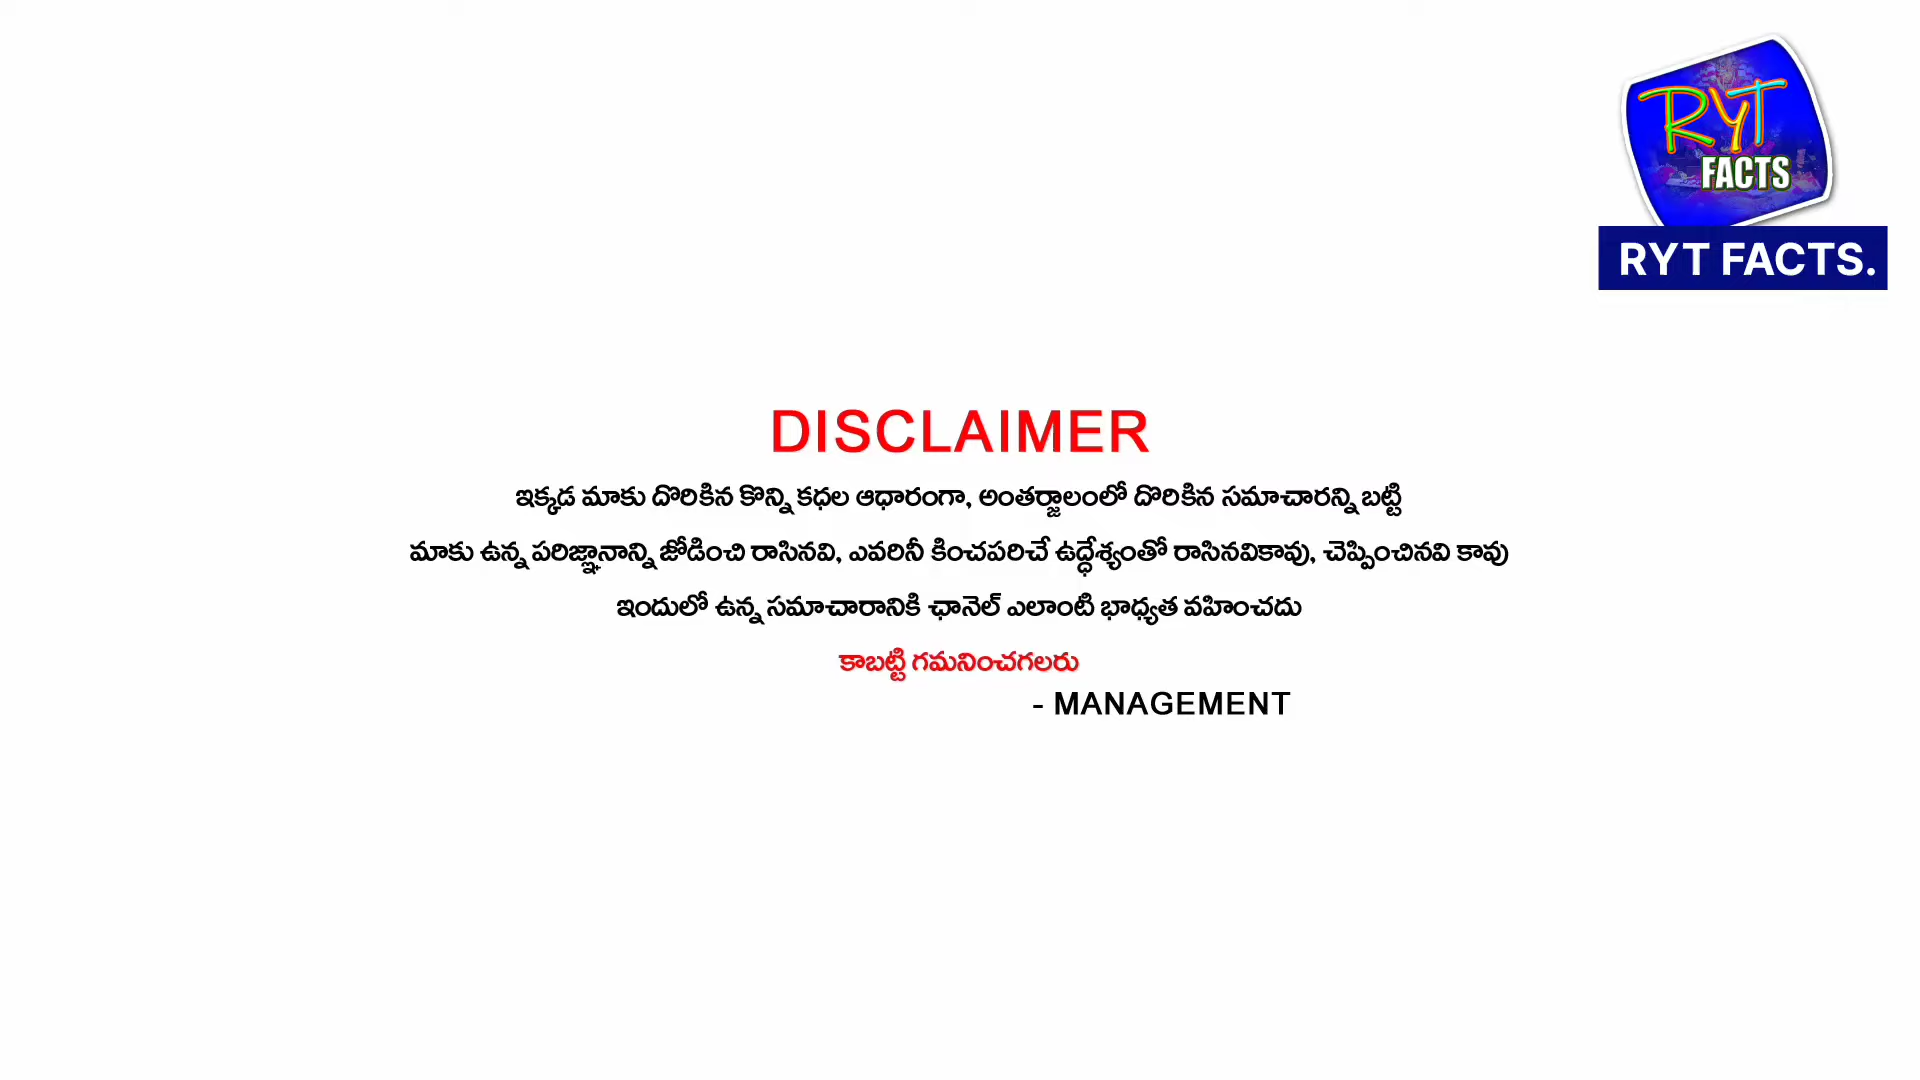 RYT
FACTS
RYT FACTS.
DISCLAIMER
ఇక్కడ మాకు దొరికిన కొన్ని కధల ఆధారంగా, అంతర్జాలంలో దొరికిన సమాచారన్ని బట్టి
మాకు ఉన్న పరిజ్ఞానాన్ని జోడించి రాసినవి, ఎవరినీ కించపరిచే ఉద్ధేశ్యంతో రాసినవికావు, చెప్పించినవి కావు
ఇందులో ఉన్న సమాచారానికి ఛానెల్ ఎలాంటి భాధ్యత వహించదు
కాబట్టి గమనించగలరు
- MANAGEMENT